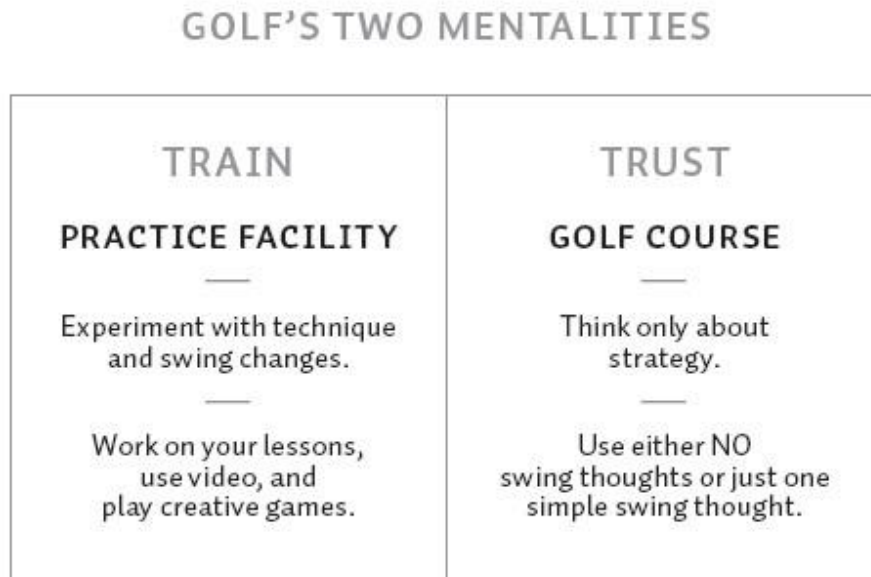 GOLF’S TWO MENTALITIES
TRAIN
PRACTICE FACILITY
Experiment with technique
and swing changes.
Work on your lessons,
use video, and
play creative games.
TRUST
GOLF COURSE
Think only about
strategy.
Use either NO
swing thoughts or just one
simple swing thought.